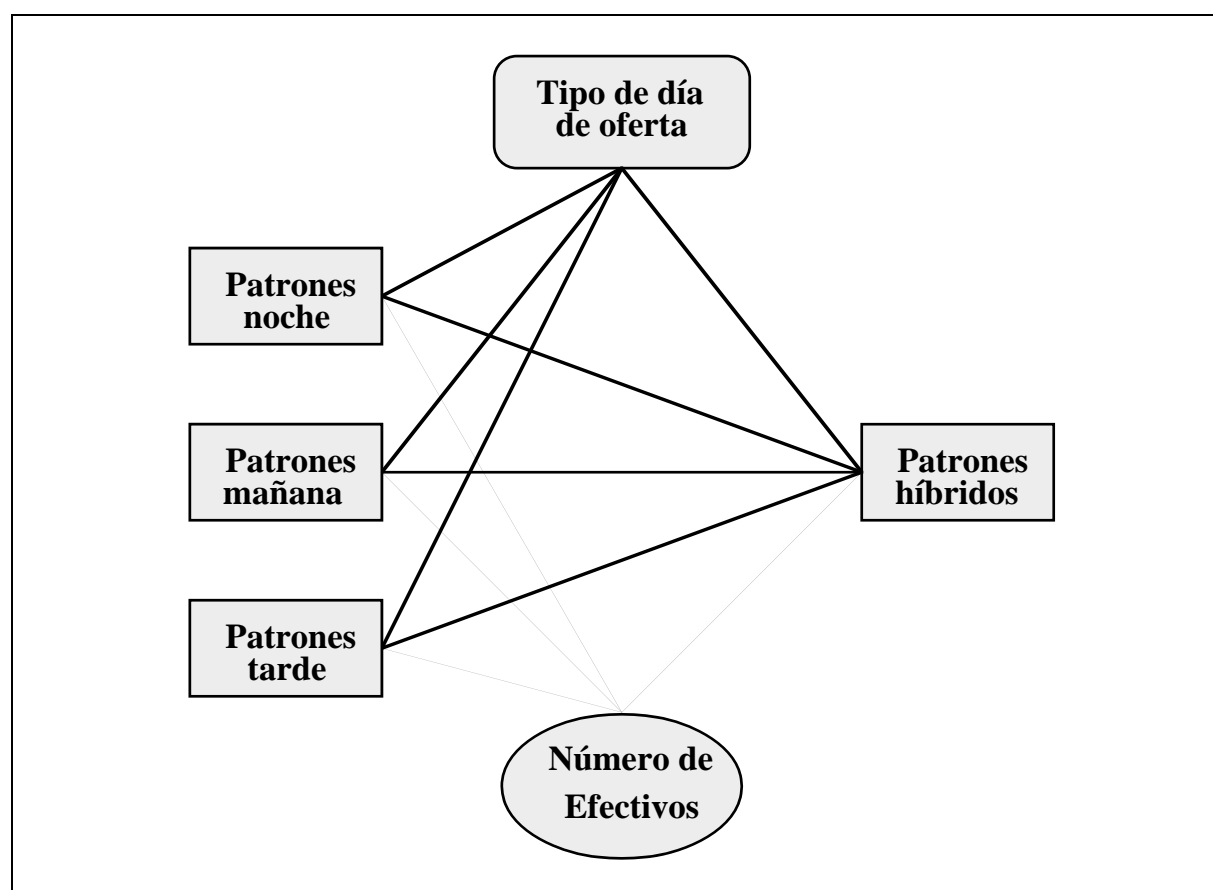 Tipo de día
de oferta
Patrones
noche
Patrones
mañana
Patrones
híbridos
Patrones
tarde
Número de
Efectivos